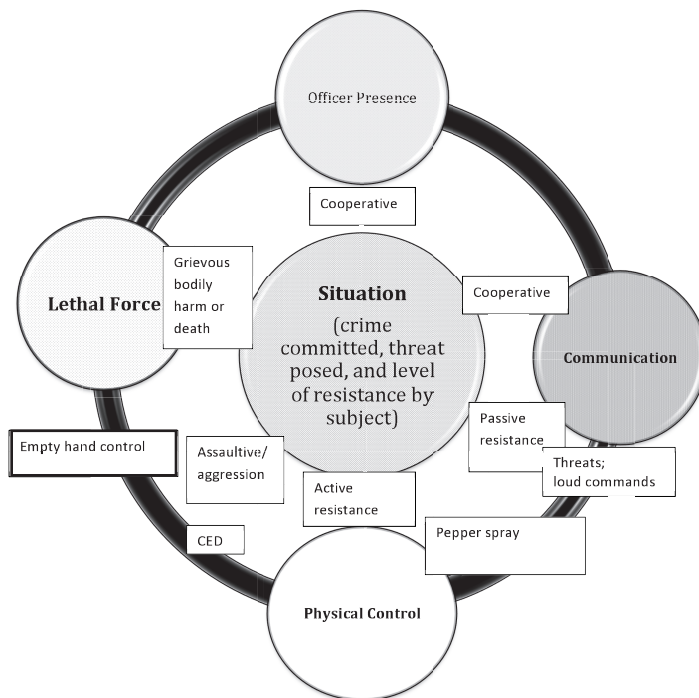 Officer Presence
Cooperative
Grievous
bodily
harm or
death
Lethal Force
Situation
(crime
committed, threat
posed, and level
of resistance by
subject)
Cooperative
Communication
Passive
resistance
Threats;
loud commands
Empty hand control
Assaultive/
aggression
Active
resistance
CED
Pepper spray
Physical Control